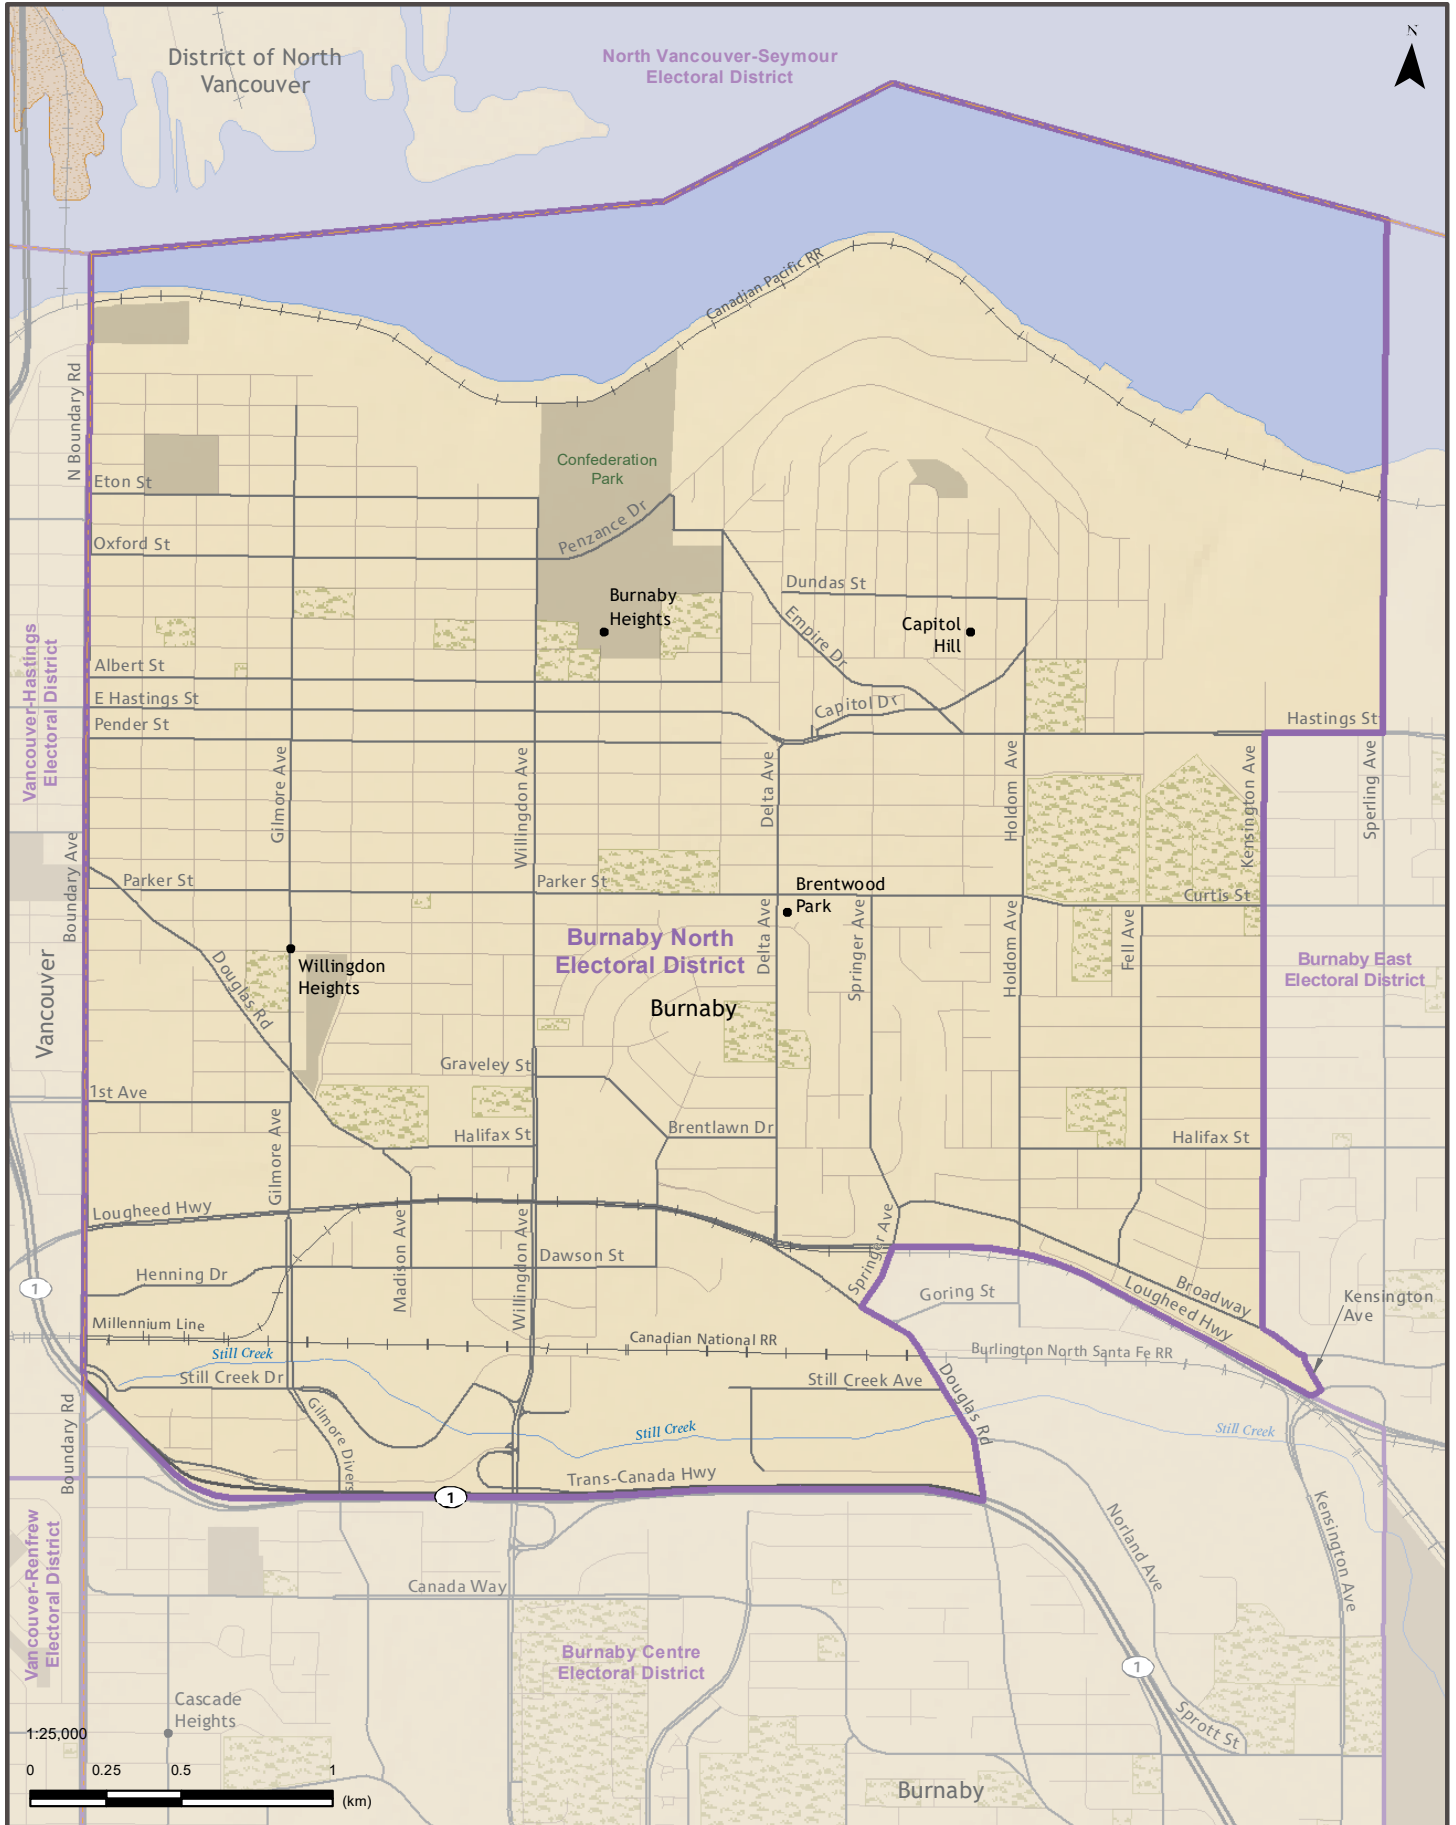 District of North
Vancouver
North Vancouver-Seymour
Electoral District
N
Canadian Pacific RR
N Boundary Rd
Confederation
Park
Eton St
Penzance Dr
Oxford St
Dundas St
Burnaby
Heights
Empire Dr
Capitol
Hill
Vancouver-Hastings
Electoral District
Albert St
E Hastings St
Capitol Dr
Pender St
Hastings St
Gilmore Ave
Willingdon Ave
Delta Ave
Holdom Ave
Kensington Ave
Sperling Ave
Boundary Ave
Parker St
Parker St
Brentwood
Park
Curtis St
Delta Ave
Springer Ave
Holdom Ave
Fell Ave
Burnaby North
Electoral District
Burnaby East
Electoral District
Vancouver
Willingdon
Heights
Douglas Rd
Burnaby
Graveley St
1st Ave
Gilmore Ave
Halifax St
Brentlawn Dr
Halifax St
Lougheed Hwy
Madison Ave
Willingdon Ave
Springer Ave
Dawson St
Henning Dr
1
Goring St
Broadway
Lougheed Hwy
Kensington
Ave
Millennium Line
Canadian National RR
Burlington North Santa Fe RR
Still Creek
Still Creek Dr
Still Creek Ave
Boundary Rd
Gilmore Divers
Still Creek
Douglas Rd
Still Creek
Trans-Canada Hwy
1
Norland Ave
Kensington Ave
Vancouver-Renfrew
Electoral District
Canada Way
Burnaby Centre
Electoral District
1
Cascade
Heights
Sprott St
1:25,000
0 0.25 0.5 1
(km)
Burnaby